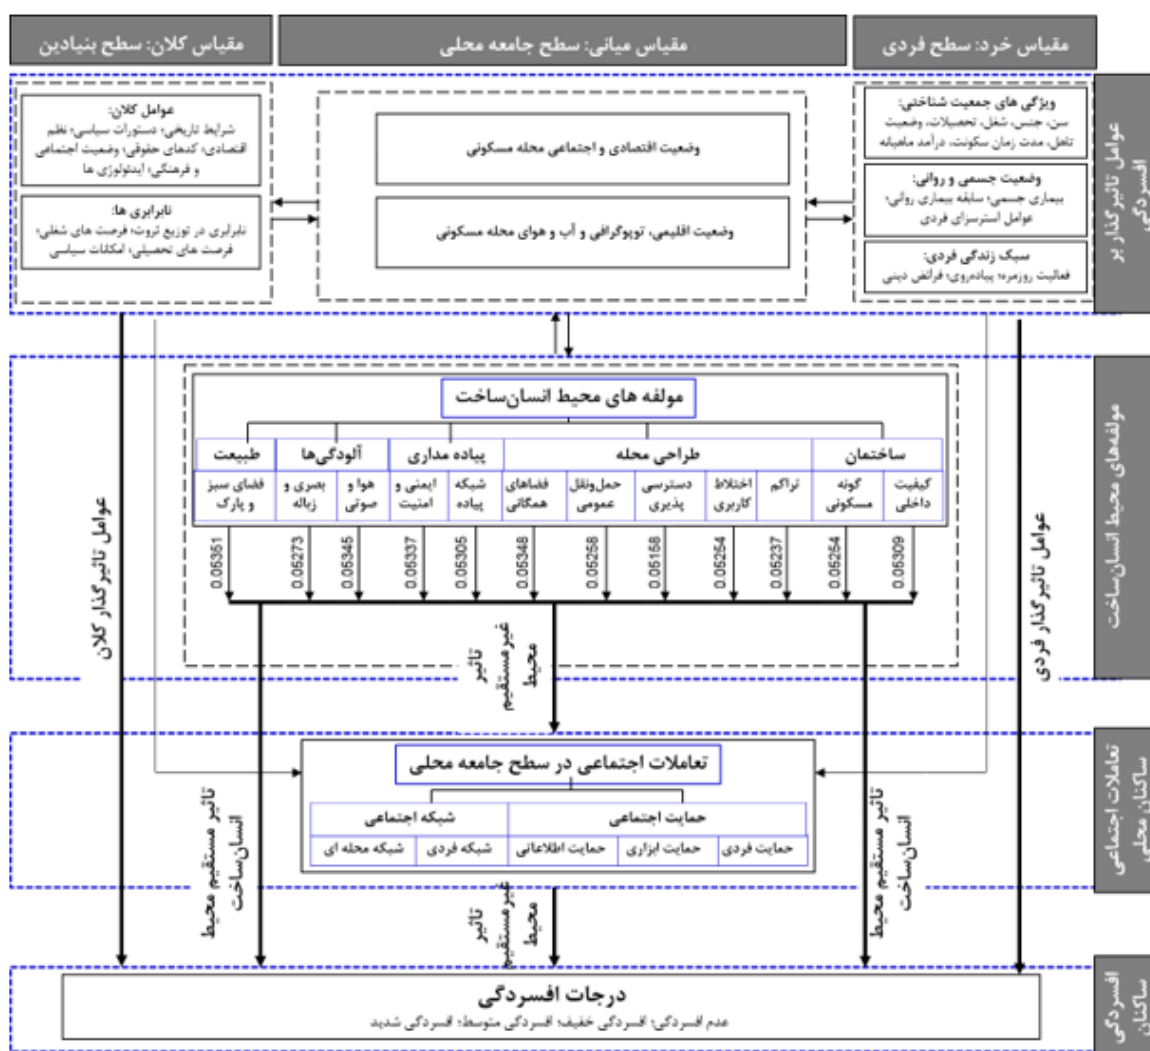 مقیاس خرد: سطح فردی
مقیاس میانی: سطح جامعه محلی
مقیاس کلان: سطح بنیادین
عوامل تاثیرگذار بر
افسردگی
ویژگی های جمعیت شناختی:
سن، جنس، شغل، تحصیلات، وضعیت
تاهل، مدت زمان سکونت، درآمد ماهیانه
وضعیت جسمی و روانی:
بیماری جسمی؛ سابقه بیماری روانی؛
عوامل استرسزای فردی
سبک زندگی فردی:
فعالیت روزمره؛ پیاده‌روی؛ فرائض دینی
وضعیت اقتصادی و اجتماعی محله مسکونی
وضعیت اقلیمی، توپوگرافی و آب و هوای محله مسکونی
عوامل کلان:
شرایط تاریخی؛ دستورات سیاسی؛ نظم
اقتصادی؛ کدهای حقوقی؛ وضعیت اجتماعی
و فرهنگی؛ ایدئولوژی ها
نابرابری ها:
نابرابری در توزیع ثروت؛ فرصت های شغلی؛
فرصت های تحصیلی؛ امکانات سیاسی
مولفه‌های محیط انسان‌ساخت
مولفه های محیط انسان‌ساخت
ساختمان
طراحی محله
پیاده مداری
آلودگی‌ها
طبیعت
کیفیت داخلی
گونه مسکونی
تراکم
اختلاط کاربری
دسترسی پذیری
حمل‌ونقل عمومی
فضاهای همگانی
شبکه پیاده
ایمنی و امنیت
هوا و صوتی
بصری و زباله
فضای سبز و پارک
0.05309
0.05254
0.05237
0.05254
0.05158
0.05258
0.05348
0.05305
0.05337
0.05345
0.05273
0.05351
عوامل تاثیرگذار فردی
عوامل تاثیرگذار کلان
تاثیر
غیرمستقیم
محیط
تعاملات اجتماعی
ساکنان محلی
تعاملات اجتماعی در سطح جامعه محلی
حمایت اجتماعی
شبکه اجتماعی
حمایت فردی
حمایت ابزاری
حمایت اطلاعاتی
شبکه فردی
شبکه محله ای
تاثیر مستقیم محیط
انسان‌ساخت
تاثیر مستقیم محیط
انسان‌ساخت
تاثیر
غیرمستقیم
محیط
افسردگی
ساکنان
درجات افسردگی
عدم افسردگی؛ افسردگی خفیف؛ افسردگی متوسط؛ افسردگی شدید